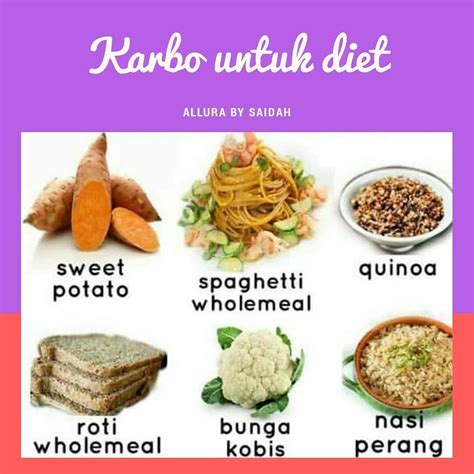 Karbo untuk diet
ALLURA BY SAIDAH
sweet
potato
spaghetti
wholemeal
quinoa
roti
wholemeal
bunga
kobis
nasi
perang